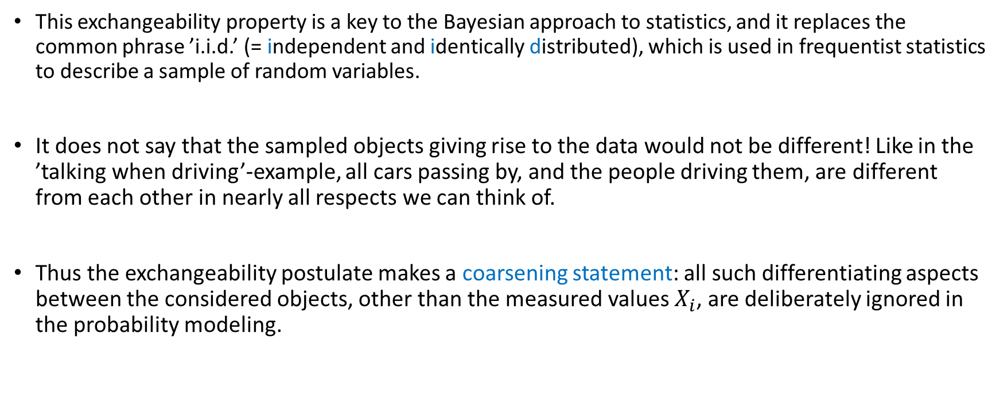 • This exchangeability property is a key to the Bayesian approach to statistics, and it replaces the
common phrase ’i.i.d.’ (= independent and identically distributed), which is used in frequentist statistics
to describe a sample of random variables.
• It does not say that the sampled objects giving rise to the data would not be different! Like in the
’talking when driving’-example, all cars passing by, and the people driving them, are different
from each other in nearly all respects we can think of.
• Thus the exchangeability postulate makes a coarsening statement: all such differentiating aspects
between the considered objects, other than the measured values 𝑋ᵢ, are deliberately ignored in
the probability modeling.